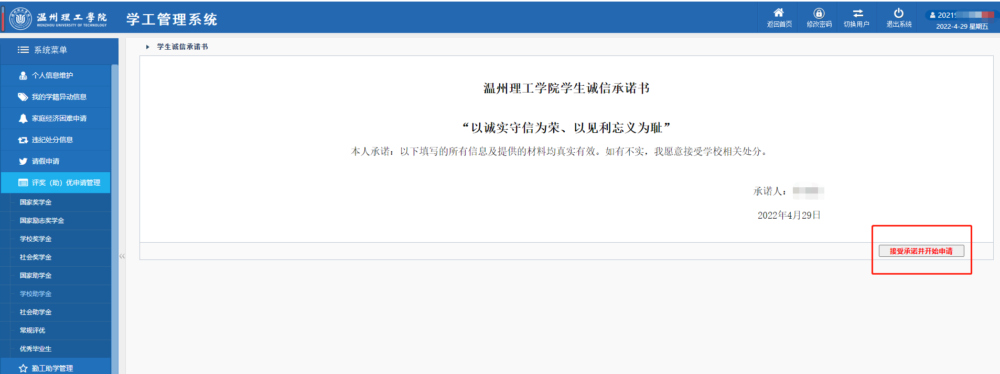 温州理工學院
WENZHOU UNIVERSITY OF TECHNOLOGY
学工管理系统
返回首页
修改密码
切换用户
退出系统
2021
2022-4-29 星期五
系统菜单
个人信息维护
我的学籍异动信息
家庭经济困难申请
违纪处分信息
请假申请
评奖（助）优申请管理
国家奖学金
国家励志奖学金
学校奖学金
社会奖学金
国家助学金
学校助学金
社会助学金
常规评优
优秀毕业生
勤工助学管理
学生诚信承诺书
温州理工学院学生诚信承诺书
“以诚实守信为荣、以见利忘义为耻”
本人承诺：以下填写的所有信息及提供的材料均真实有效。如有不实，我愿意接受学校相关处分。
承诺人：
2022年4月29日
接受承诺并开始申请